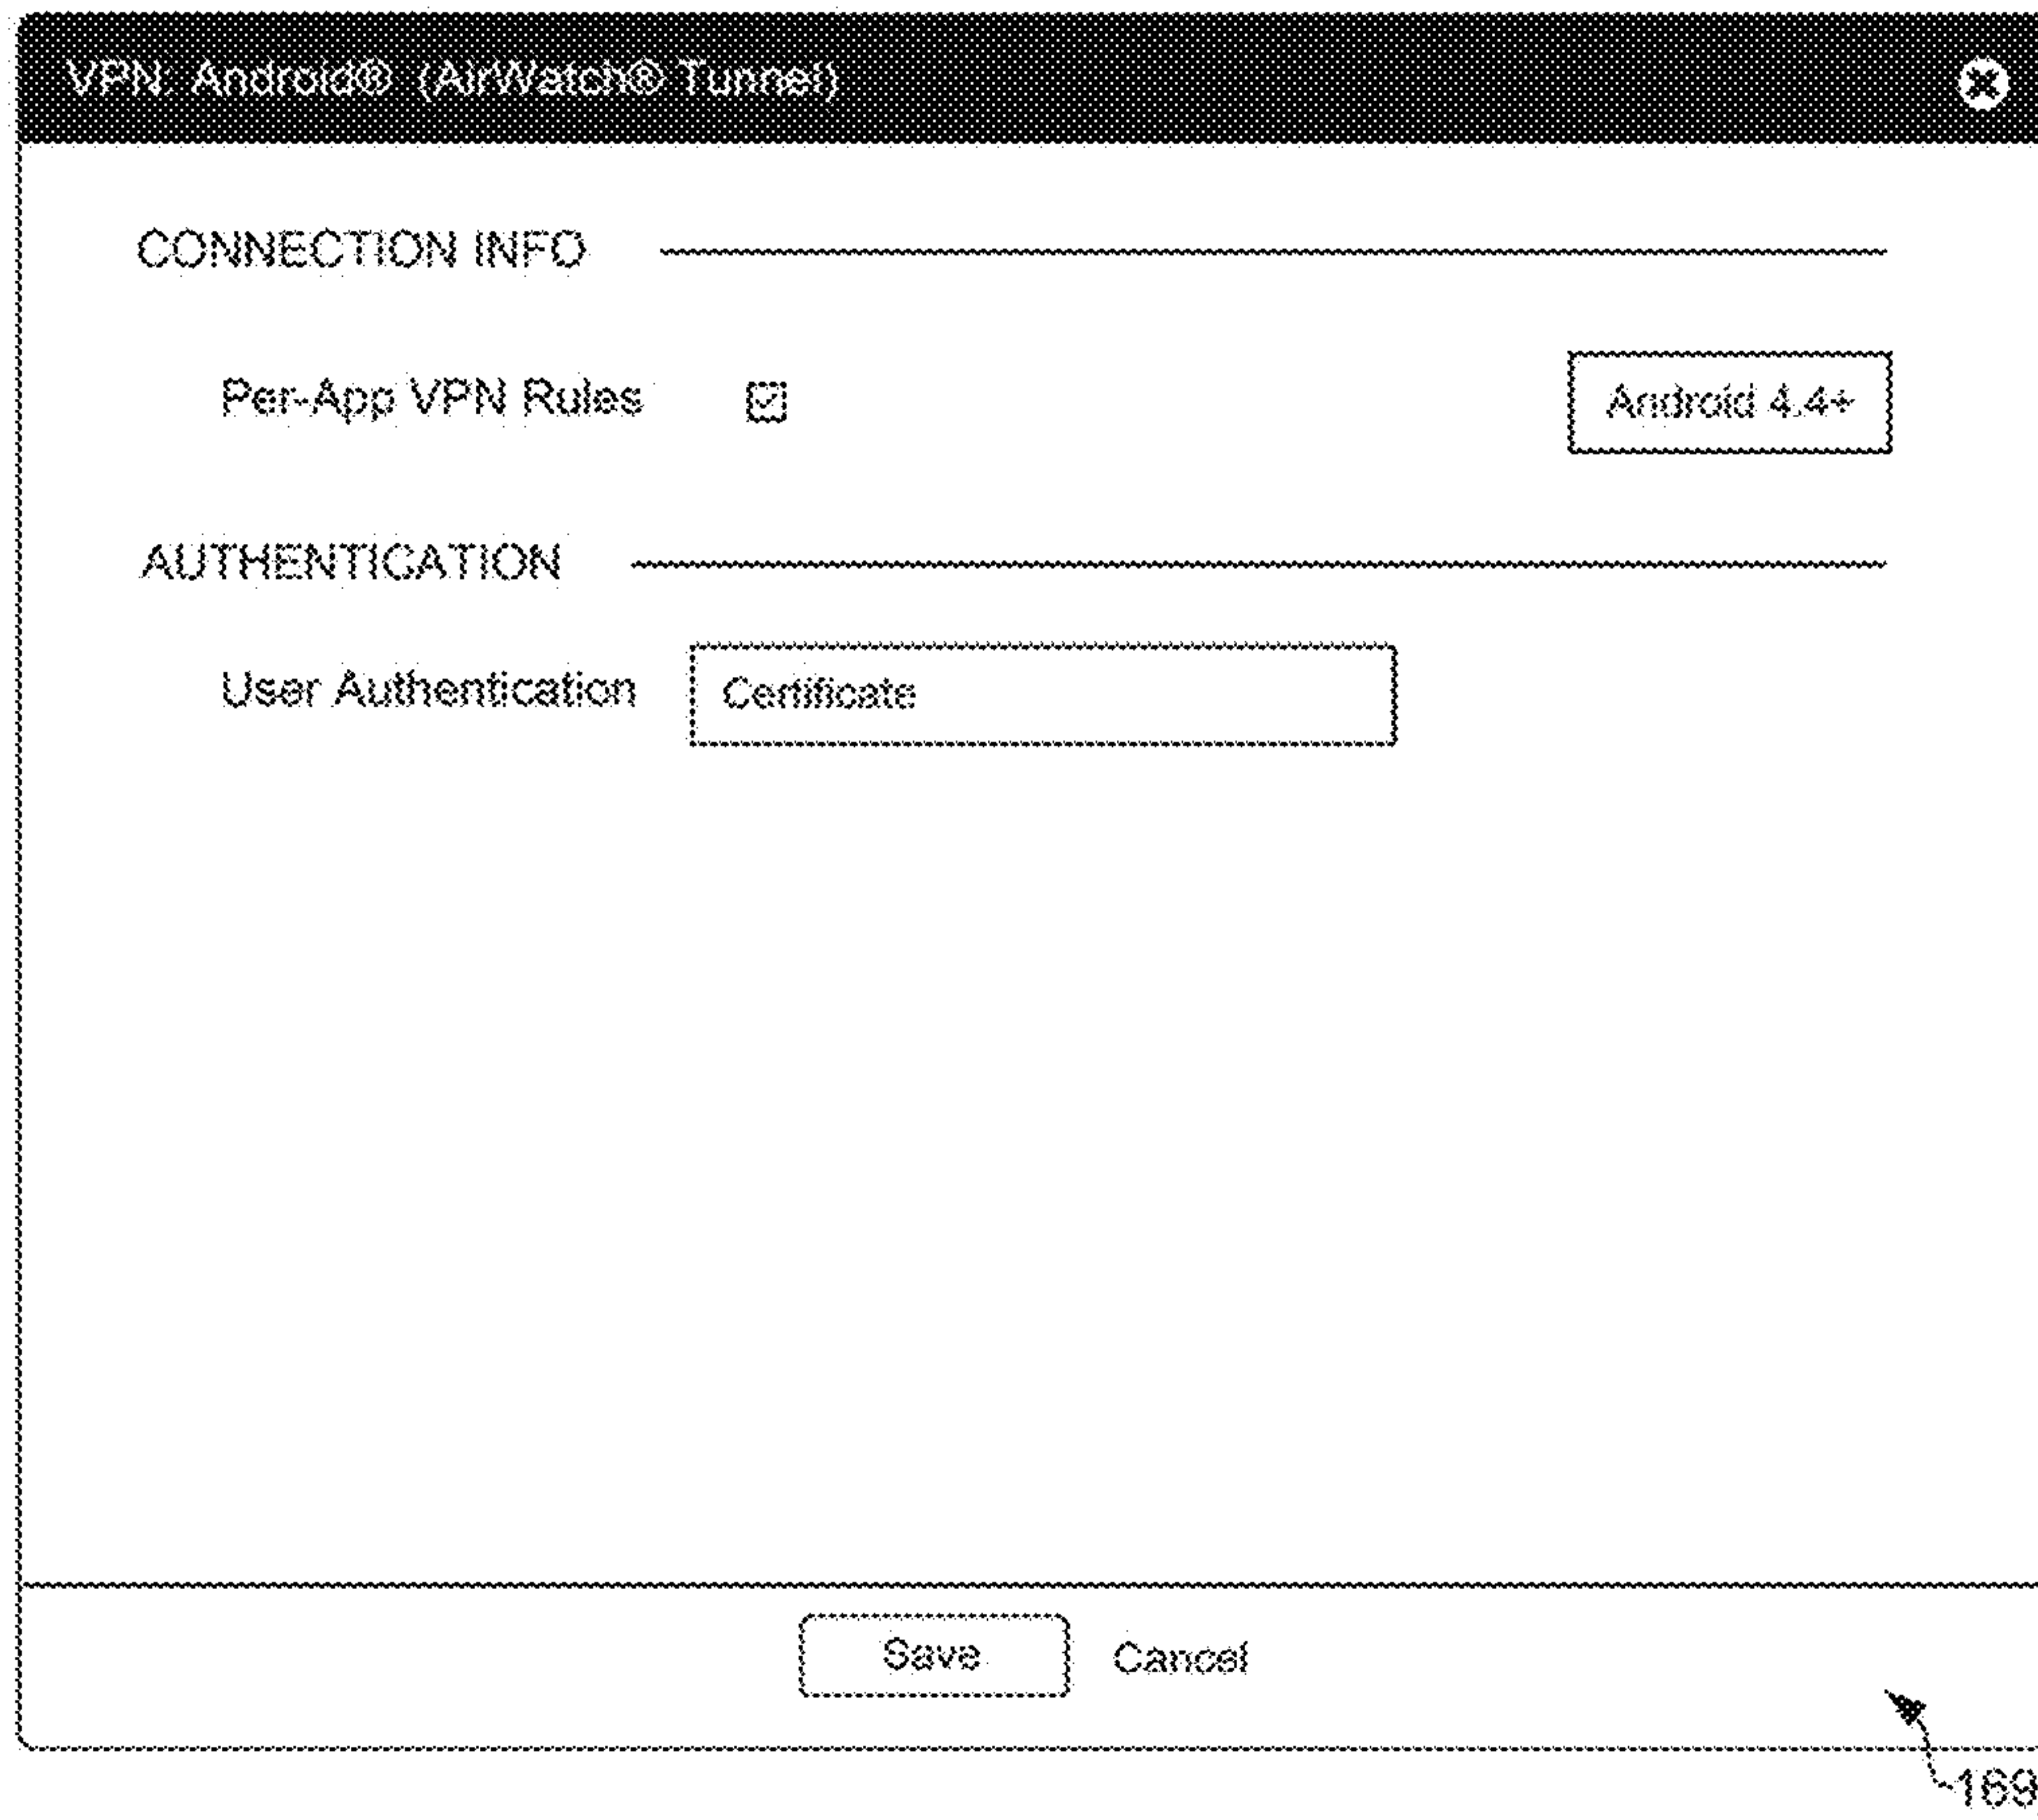 VPN: Android® (AirWatch® Tunnel)
CONNECTION INFO
Per-App VPN Rules Android 4.4+
AUTHENTICATION
User Authentication Certificate
Save Cancel
169